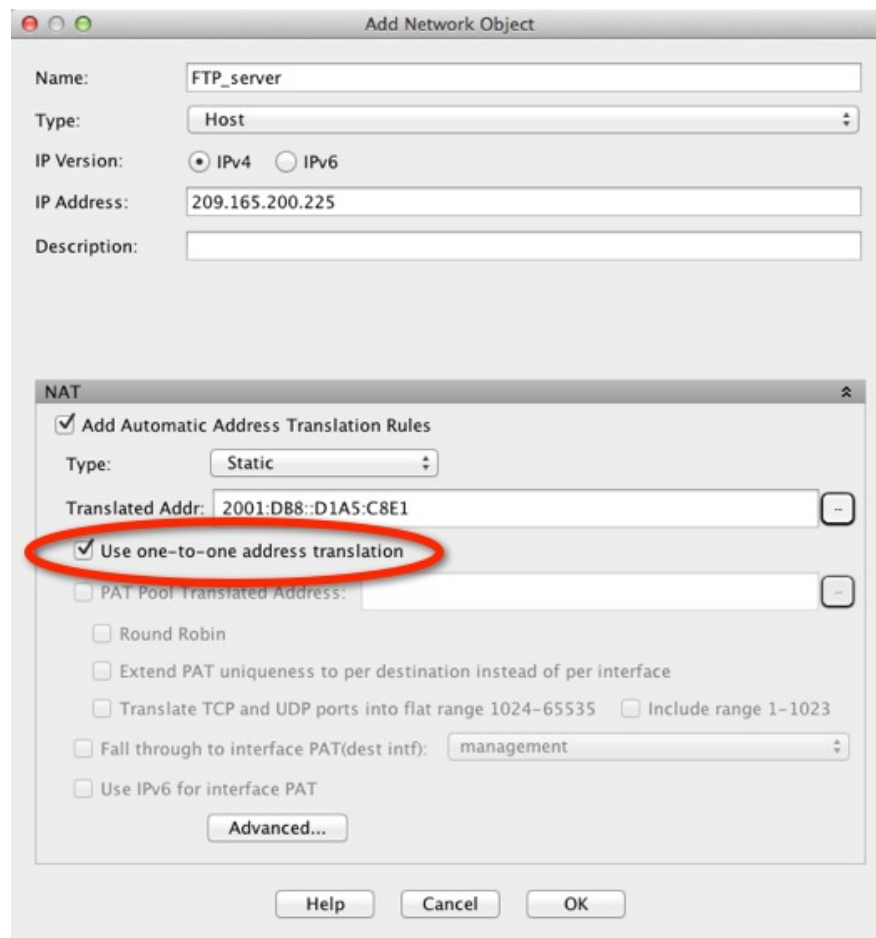 Add Network Object
Name: FTP_server
Type: Host
IP Version: IPv4 IPv6
IP Address: 209.165.200.225
Description:
NAT
Add Automatic Address Translation Rules
Type: Static
Translated Addr: 2001:DB8::D1A5:C8E1 ...
Use one-to-one address translation
PAT Pool Translated Address: ...
Round Robin
Extend PAT uniqueness to per destination instead of per interface
Translate TCP and UDP ports into flat range 1024-65535 Include range 1-1023
Fall through to interface PAT(dest intf): management
Use IPv6 for interface PAT
Advanced...
Help Cancel OK